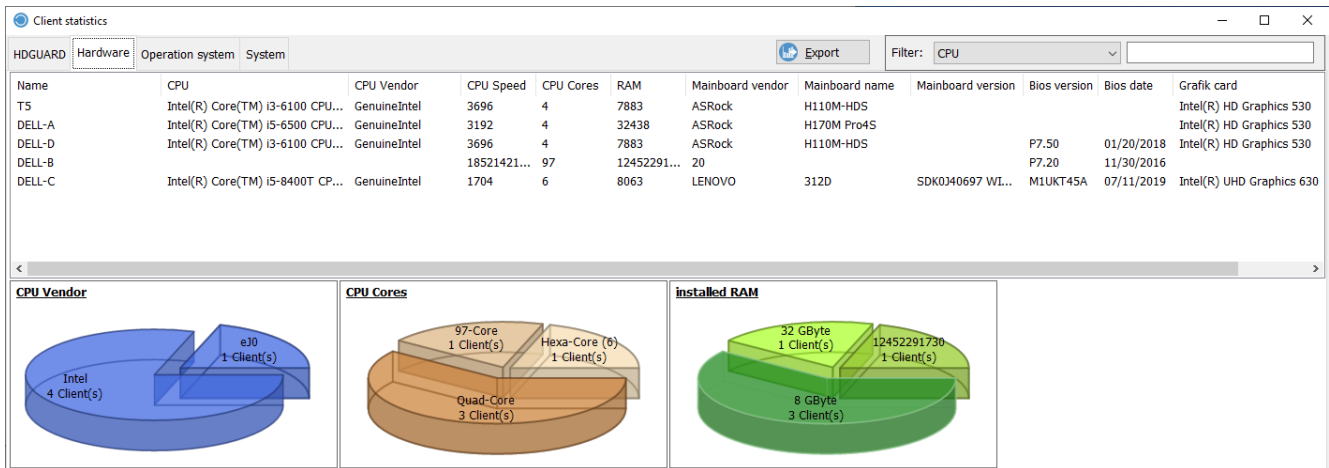 Client statistics
HDGUARD Hardware Operation system System Export Filter: CPU
Name CPU CPU Vendor CPU Speed CPU Cores RAM Mainboard vendor Mainboard name Mainboard version Bios version Bios date Grafik card
T5 Intel(R) Core(TM) i3-6100 CPU... GenuineIntel 3696 4 7883 ASRock H110M-HDS Intel(R) HD Graphics 530
DELL-A Intel(R) Core(TM) i5-6500 CPU... GenuineIntel 3192 4 32438 ASRock H170M Pro4S Intel(R) HD Graphics 530
DELL-D Intel(R) Core(TM) i3-6100 CPU... GenuineIntel 3696 4 7883 ASRock H110M-HDS P7.50 01/20/2018 Intel(R) HD Graphics 530
DELL-B 18521421... 97 12452291... 20 P7.20 11/30/2016
DELL-C Intel(R) Core(TM) i5-8400T CP... GenuineIntel 1704 6 8063 LENOVO 312D SDK0J40697 WI... M1UKT45A 07/11/2019 Intel(R) UHD Graphics 630
CPU Vendor
eJ0
1 Client(s)
Intel
4 Client(s)
CPU Cores
97-Core
1 Client(s)
Hexa-Core (6)
1 Client(s)
Quad-Core
3 Client(s)
installed RAM
32 GByte
1 Client(s)
12452291730
1 Client(s)
8 GByte
3 Client(s)